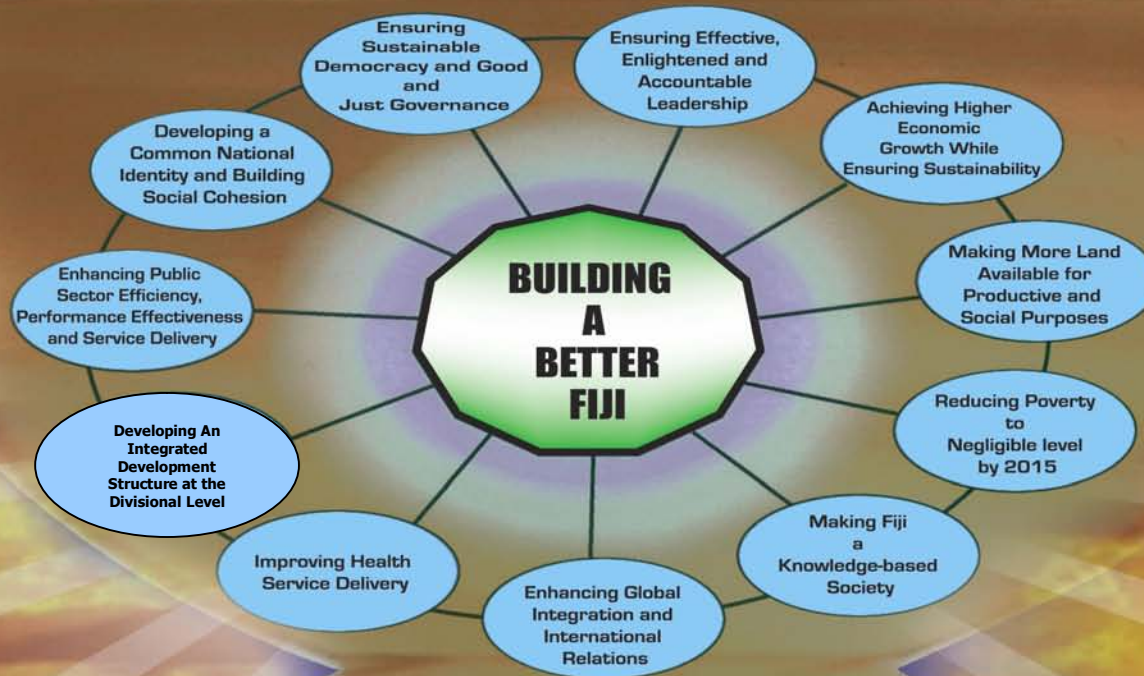 Ensuring
Sustainable
Democracy and Good
and
Just Governance
Ensuring Effective,
Enlightened and
Accountable
Leadership
Achieving Higher
Economic
Growth While
Ensuring Sustainability
Making More Land
Available for
Productive and
Social Purposes
Reducing Poverty
to
Negligible level
by 2015
Making Fiji
a
Knowledge-based
Society
Enhancing Global
Integration and
International
Relations
Improving Health
Service Delivery
Developing An
Integrated
Development
Structure at the
Divisional Level
Enhancing Public
Sector Efficiency,
Performance Effectiveness
and Service Delivery
Developing a
Common National
Identity and Building
Social Cohesion
BUILDING
A
BETTER
FIJI